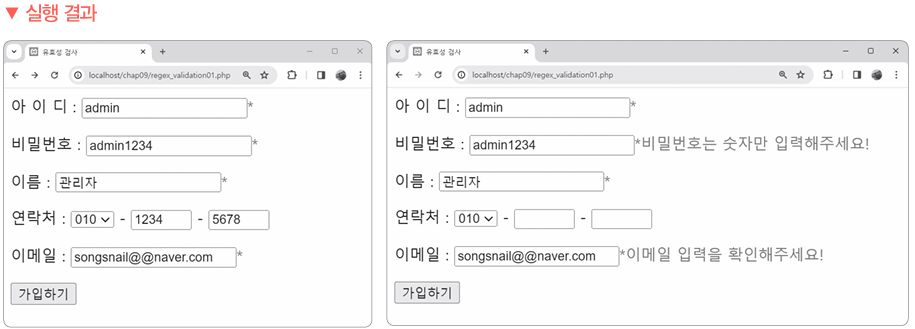 ▼ 실행 결과
유효성 검사
localhost/chap09/regex_validation01.php
아 이 디 : admin*
비밀번호 : admin1234*
이름 : 관리자*
연락처 : 010 - 1234 - 5678
이메일 : songsnail@@naver.com*
가입하기
유효성 검사
localhost/chap09/regex_validation01.php
아 이 디 : admin*
비밀번호 : admin1234*비밀번호는 숫자만 입력해주세요!
이름 : 관리자*
연락처 : 010 - -
이메일 : songsnail@@naver.com*이메일 입력을 확인해주세요!
가입하기